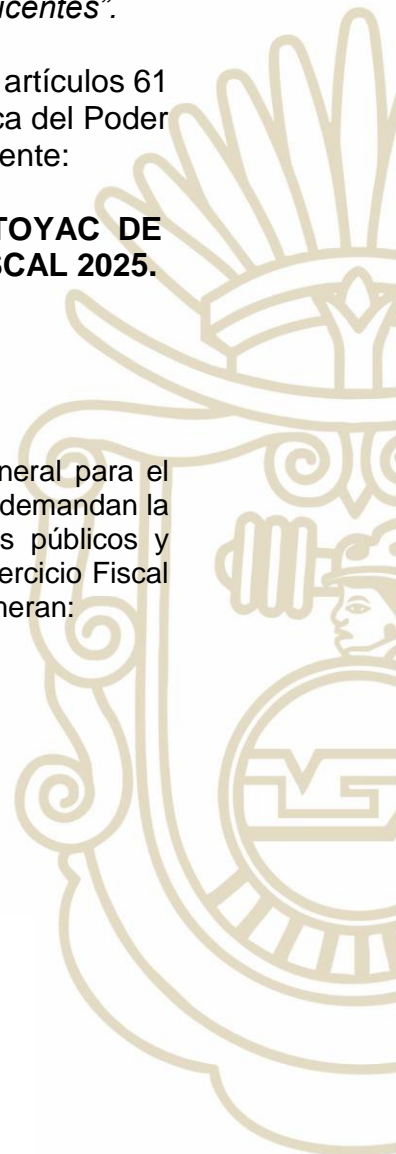 icentes”.
artículos 61
ca del Poder
ente:
TOYAC DE
SCAL 2025.
neral para el
demandan la
s públicos y
ercicio Fiscal
neran: